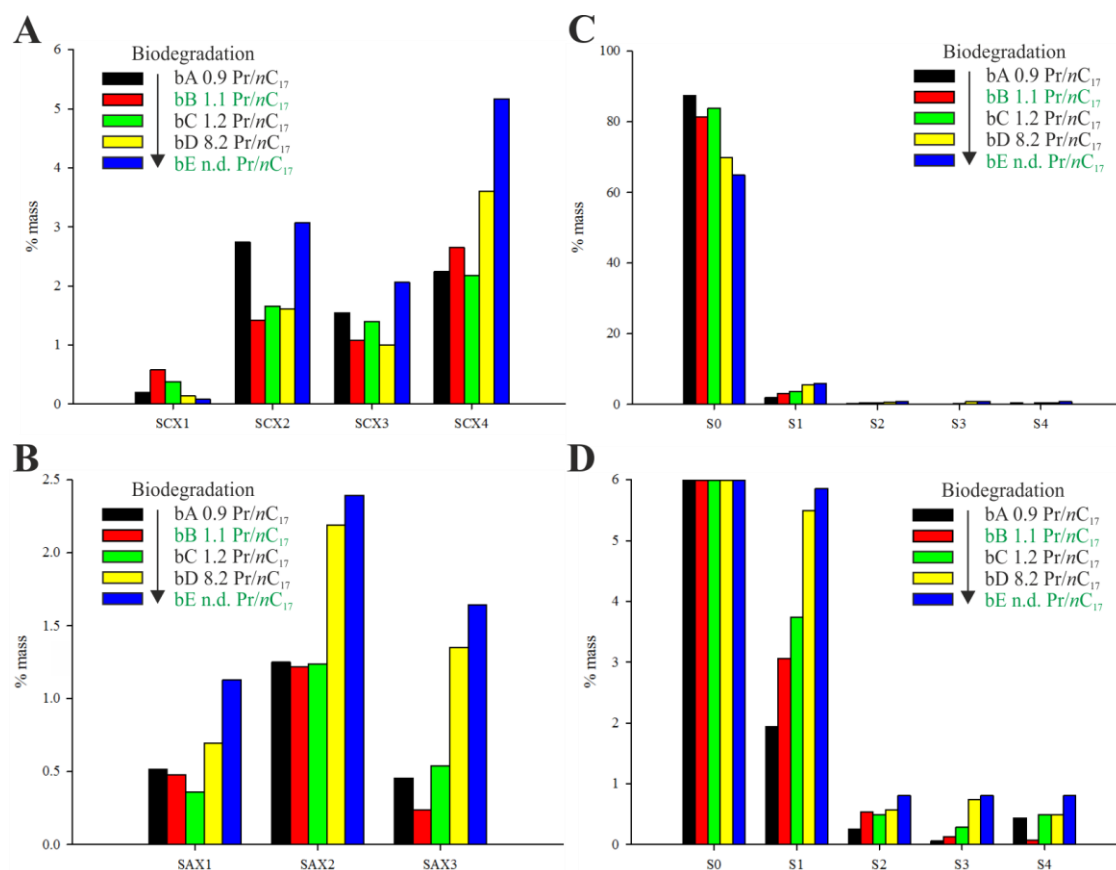 A
Biodegradation
bA 0.9 Pr/nC₁₇
bB 1.1 Pr/nC₁₇
bC 1.2 Pr/nC₁₇
bD 8.2 Pr/nC₁₇
bE n.d. Pr/nC₁₇
% mass
6
5
4
3
2
1
0
SCX1 SCX2 SCX3 SCX4
C
Biodegradation
bA 0.9 Pr/nC₁₇
bB 1.1 Pr/nC₁₇
bC 1.2 Pr/nC₁₇
bD 8.2 Pr/nC₁₇
bE n.d. Pr/nC₁₇
% mass
100
80
60
40
20
0
S0 S1 S2 S3 S4
B
Biodegradation
bA 0.9 Pr/nC₁₇
bB 1.1 Pr/nC₁₇
bC 1.2 Pr/nC₁₇
bD 8.2 Pr/nC₁₇
bE n.d. Pr/nC₁₇
% mass
2.5
2.0
1.5
1.0
0.5
0.0
SAX1 SAX2 SAX3
D
Biodegradation
bA 0.9 Pr/nC₁₇
bB 1.1 Pr/nC₁₇
bC 1.2 Pr/nC₁₇
bD 8.2 Pr/nC₁₇
bE n.d. Pr/nC₁₇
% mass
6
5
4
3
2
1
0
S0 S1 S2 S3 S4